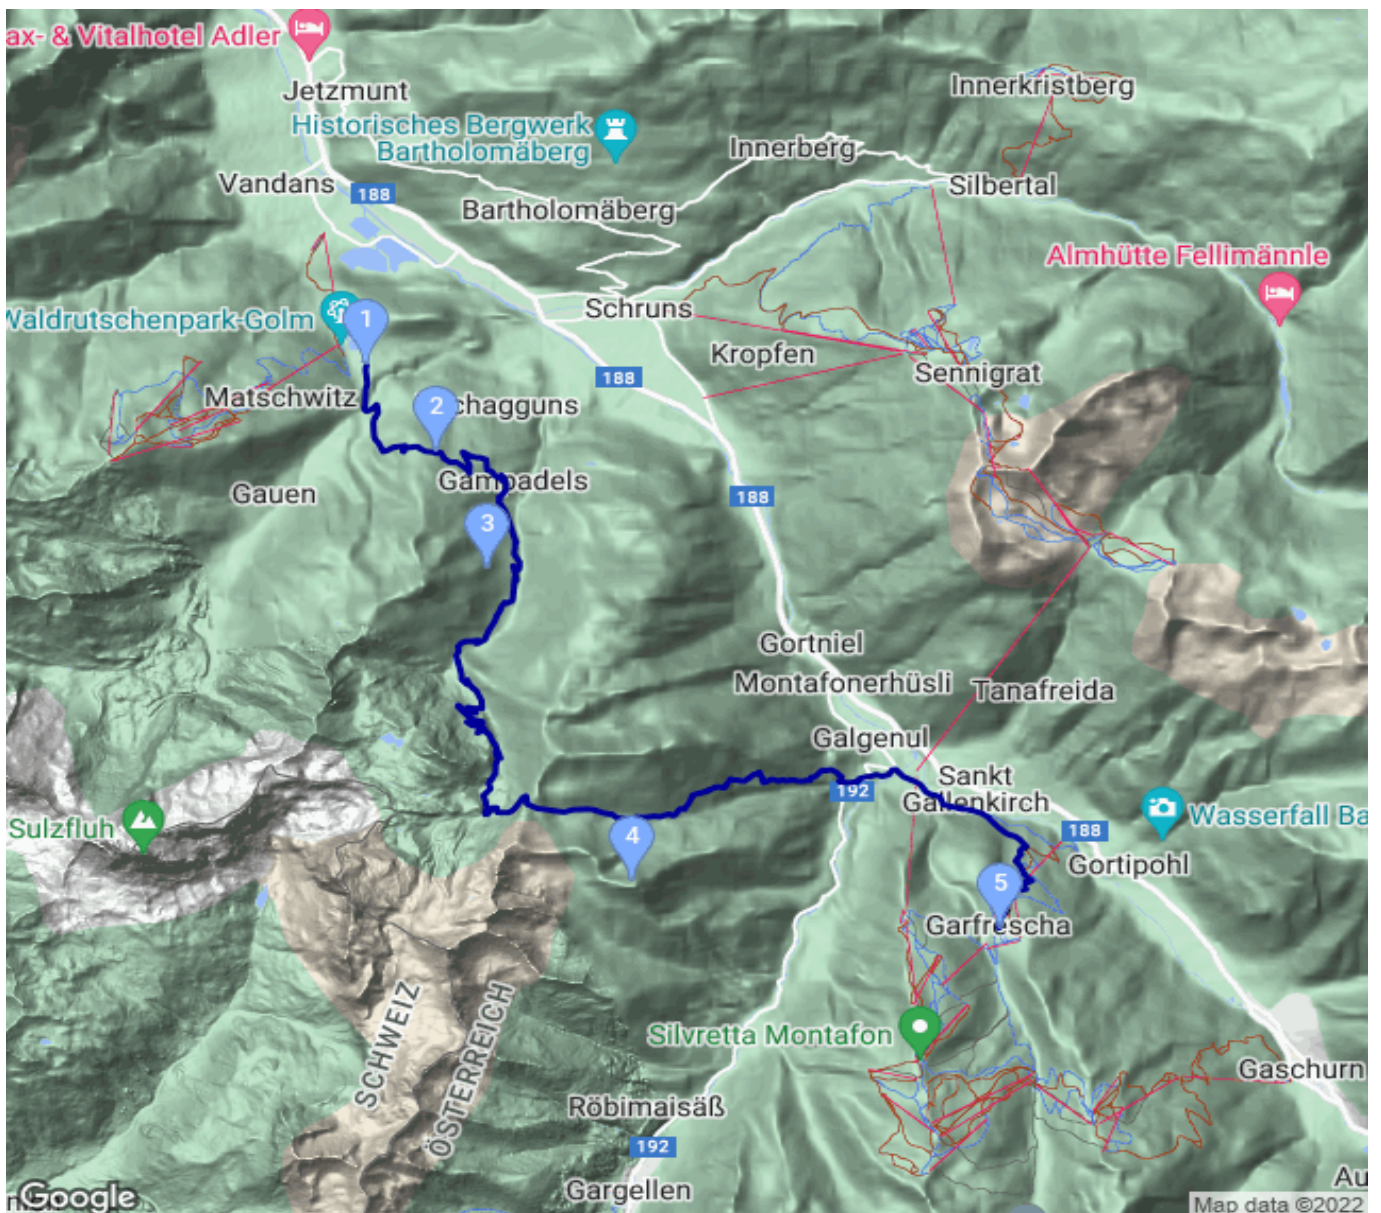 ax- & Vitalhotel Adler
Jetzmunt
Innerkristberg
Historisches Bergwerk
Bartholomäberg
Innerberg
Vandans
188
Silbertal
Bartholomäberg
Almhütte Fellimännle
Schruns
Waldrutschenpark-Golm
1
Kropfen
Sennigrat
188
Matschwitz
2
chagguns
Gampadels
Gauen
188
3
Gortniel
Montafonerhüsli
Tanafreida
Galgenul
Sankt
Gallenkirch
192
Sulzfluh
4
188
Wasserfall Ba
Gortipohl
5
Garfrescha
SCHWEIZ
ÖSTERREICH
Silvretta Montafon
Gaschurn
Röbimaisäß
192
Gargellen
Au
Google
Map data ©2022